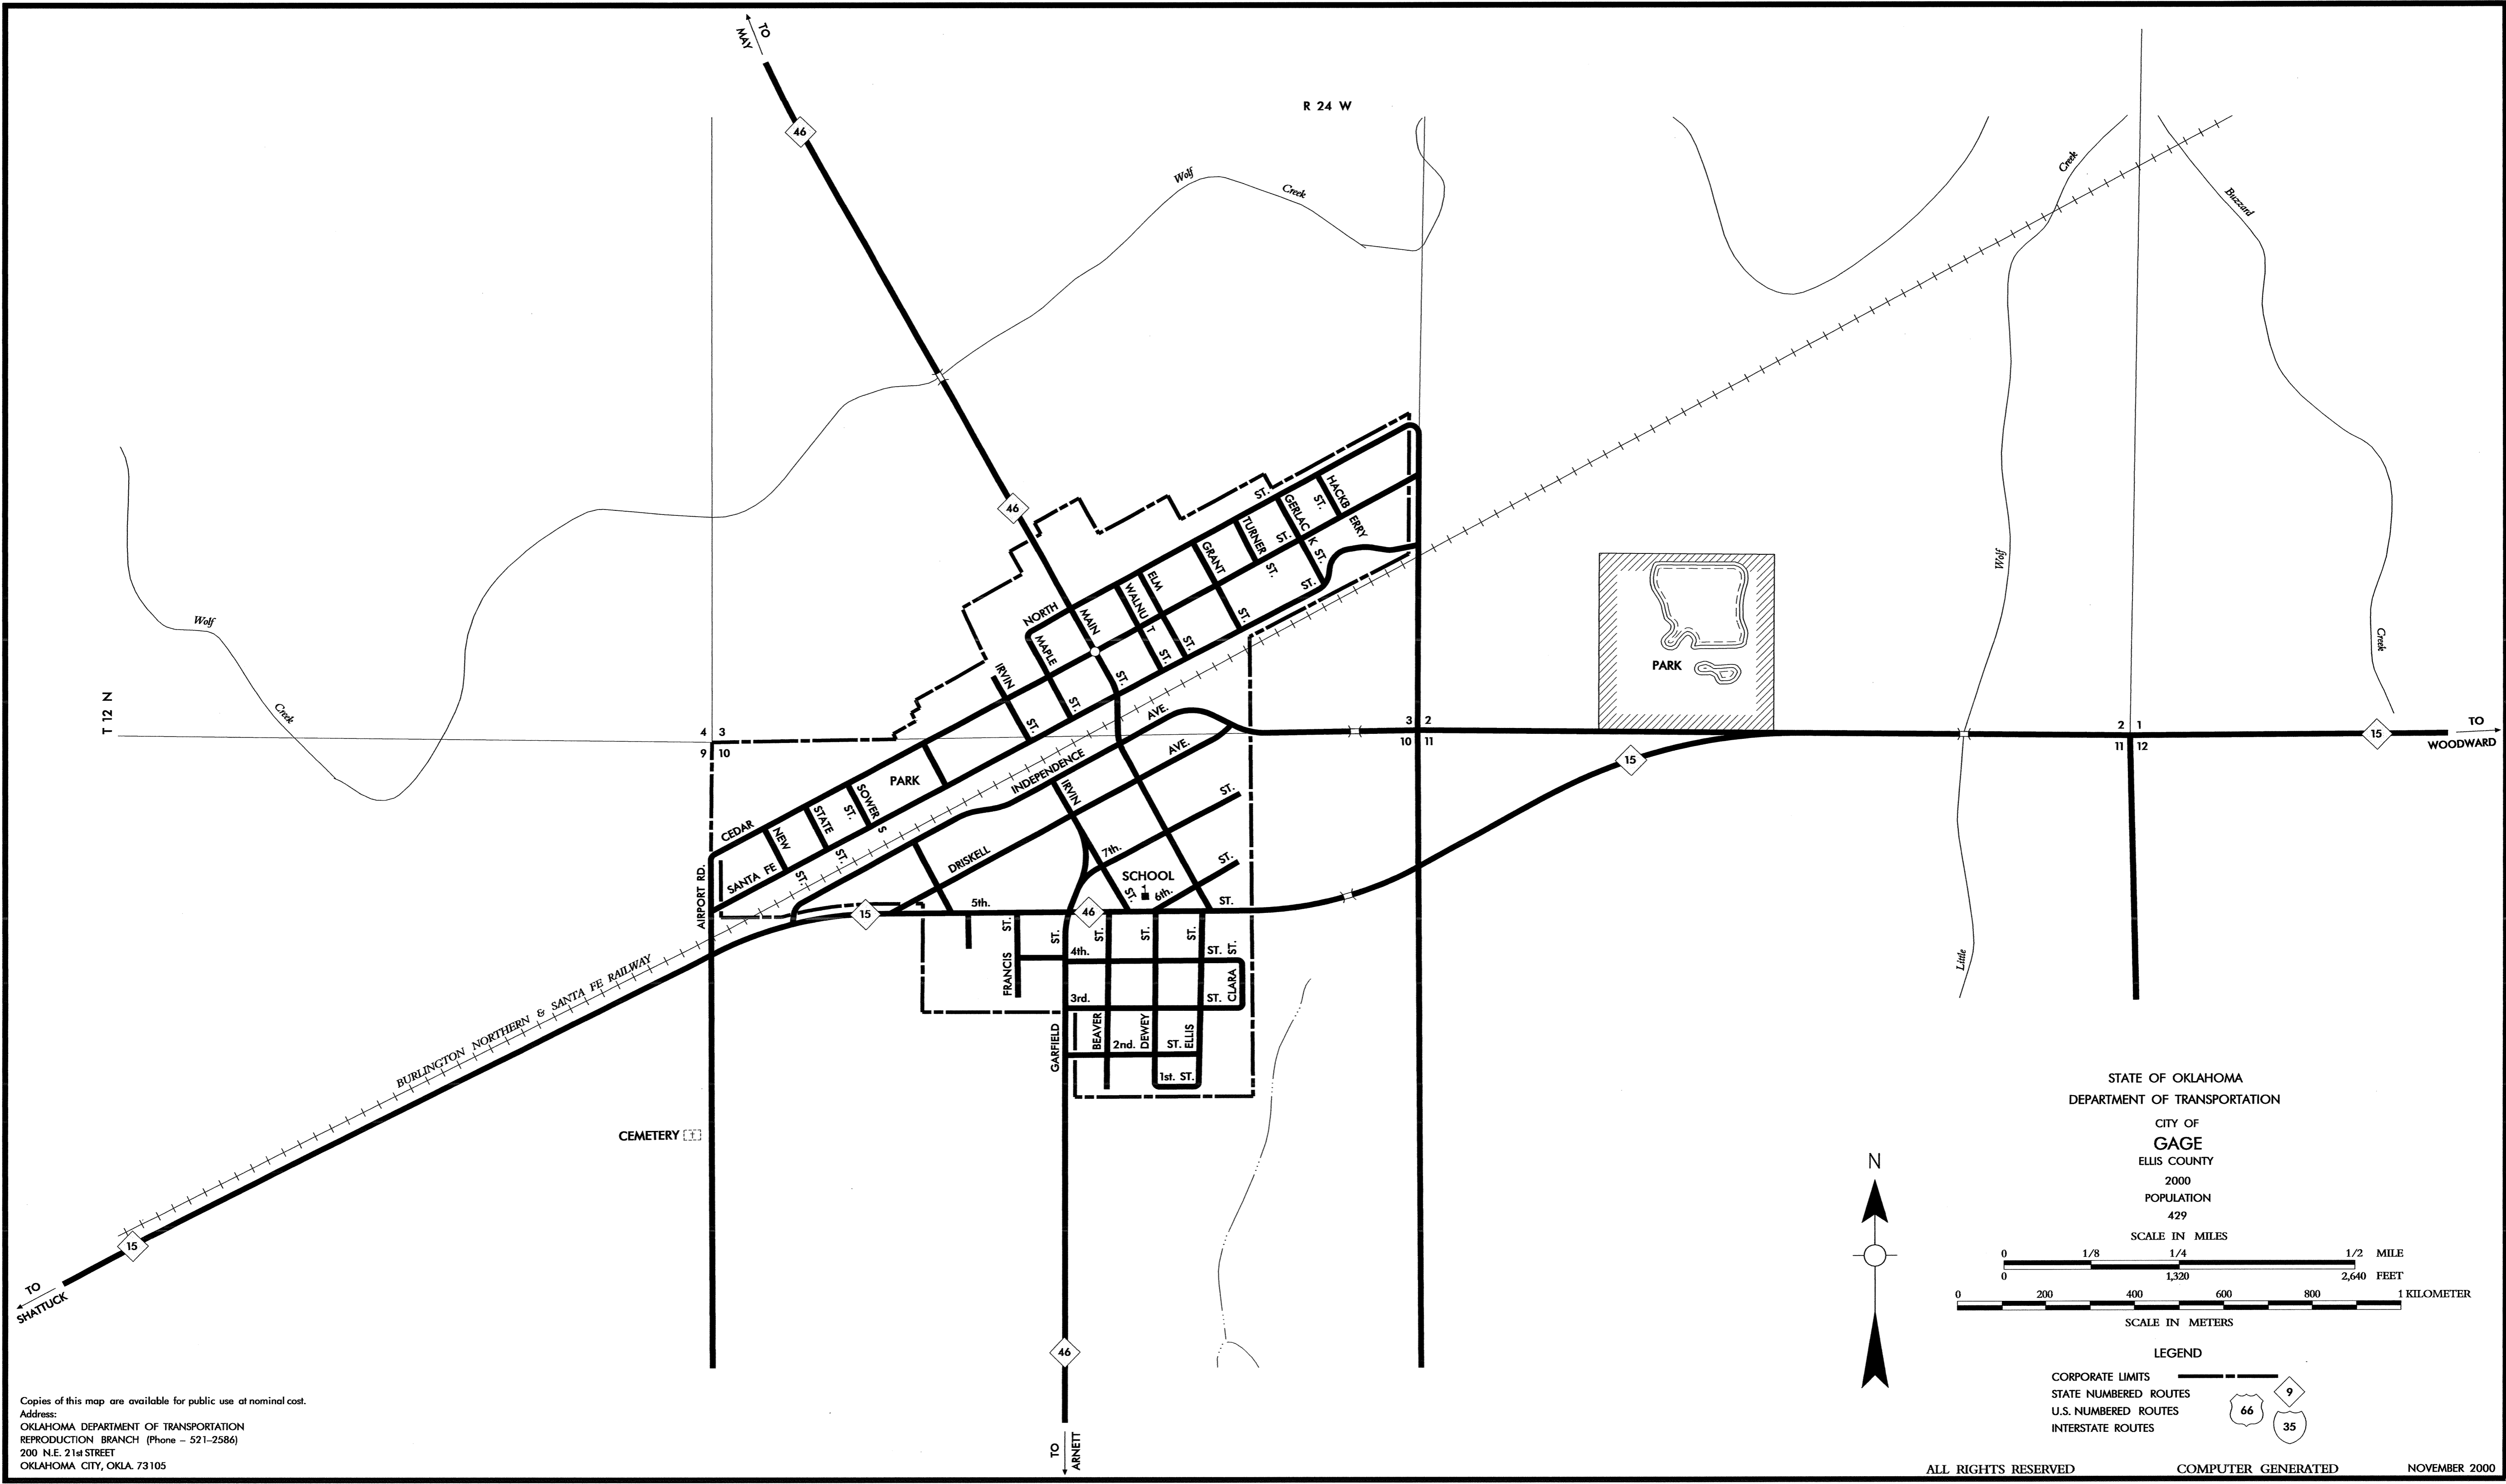 TO
MAY
R 24 W
46
Wolf
Creek
Creek
Buzzard
46
ST.
HACKBERRY
ST.
GERLACK ST.
TURNER
ST.
ST.
GRANT
ST.
ELM
ST.
WALNUT
ST.
ST.
NORTH
MAIN
ST.
MAPLE
ST.
IRVIN
ST.
Wolf
Wolf
Creek
Creek
PARK
T 12 N
4 3
9 10
3 2
10 11
2 1
11 12
15
TO
WOODWARD
15
AVE.
AVE.
INDEPENDENCE
IRVIN
ST.
PARK
SOWERS
ST.
STATE
ST.
NEW
ST.
CEDAR
SANTA FE
AIRPORT RD.
DRISKELL
7th.
ST.
SCHOOL
6th.
ST.
5th.
ST.
15
46
FRANCIS
ST.
GARFIELD
ST.
BEAVER
ST.
DEWEY
ST.
ELLIS
ST.
CLARA
ST.
4th.
ST.
3rd.
ST.
2nd.
ST.
1st. ST.
Little
BURLINGTON NORTHERN & SANTA FE RAILWAY
CEMETERY
15
TO
SHATTUCK
46
TO
ARNETT
N
STATE OF OKLAHOMA
DEPARTMENT OF TRANSPORTATION
CITY OF
GAGE
ELLIS COUNTY
2000
POPULATION
429
SCALE IN MILES
0 1/8 1/4 1/2 MILE
0 1,320 2,640 FEET
0 200 400 600 800 1 KILOMETER
SCALE IN METERS
LEGEND
CORPORATE LIMITS
STATE NUMBERED ROUTES 9
U.S. NUMBERED ROUTES 66
INTERSTATE ROUTES 35
Copies of this map are available for public use at nominal cost.
Address:
OKLAHOMA DEPARTMENT OF TRANSPORTATION
REPRODUCTION BRANCH (Phone – 521–2586)
200 N.E. 21st STREET
OKLAHOMA CITY, OKLA. 73105
ALL RIGHTS RESERVED COMPUTER GENERATED NOVEMBER 2000